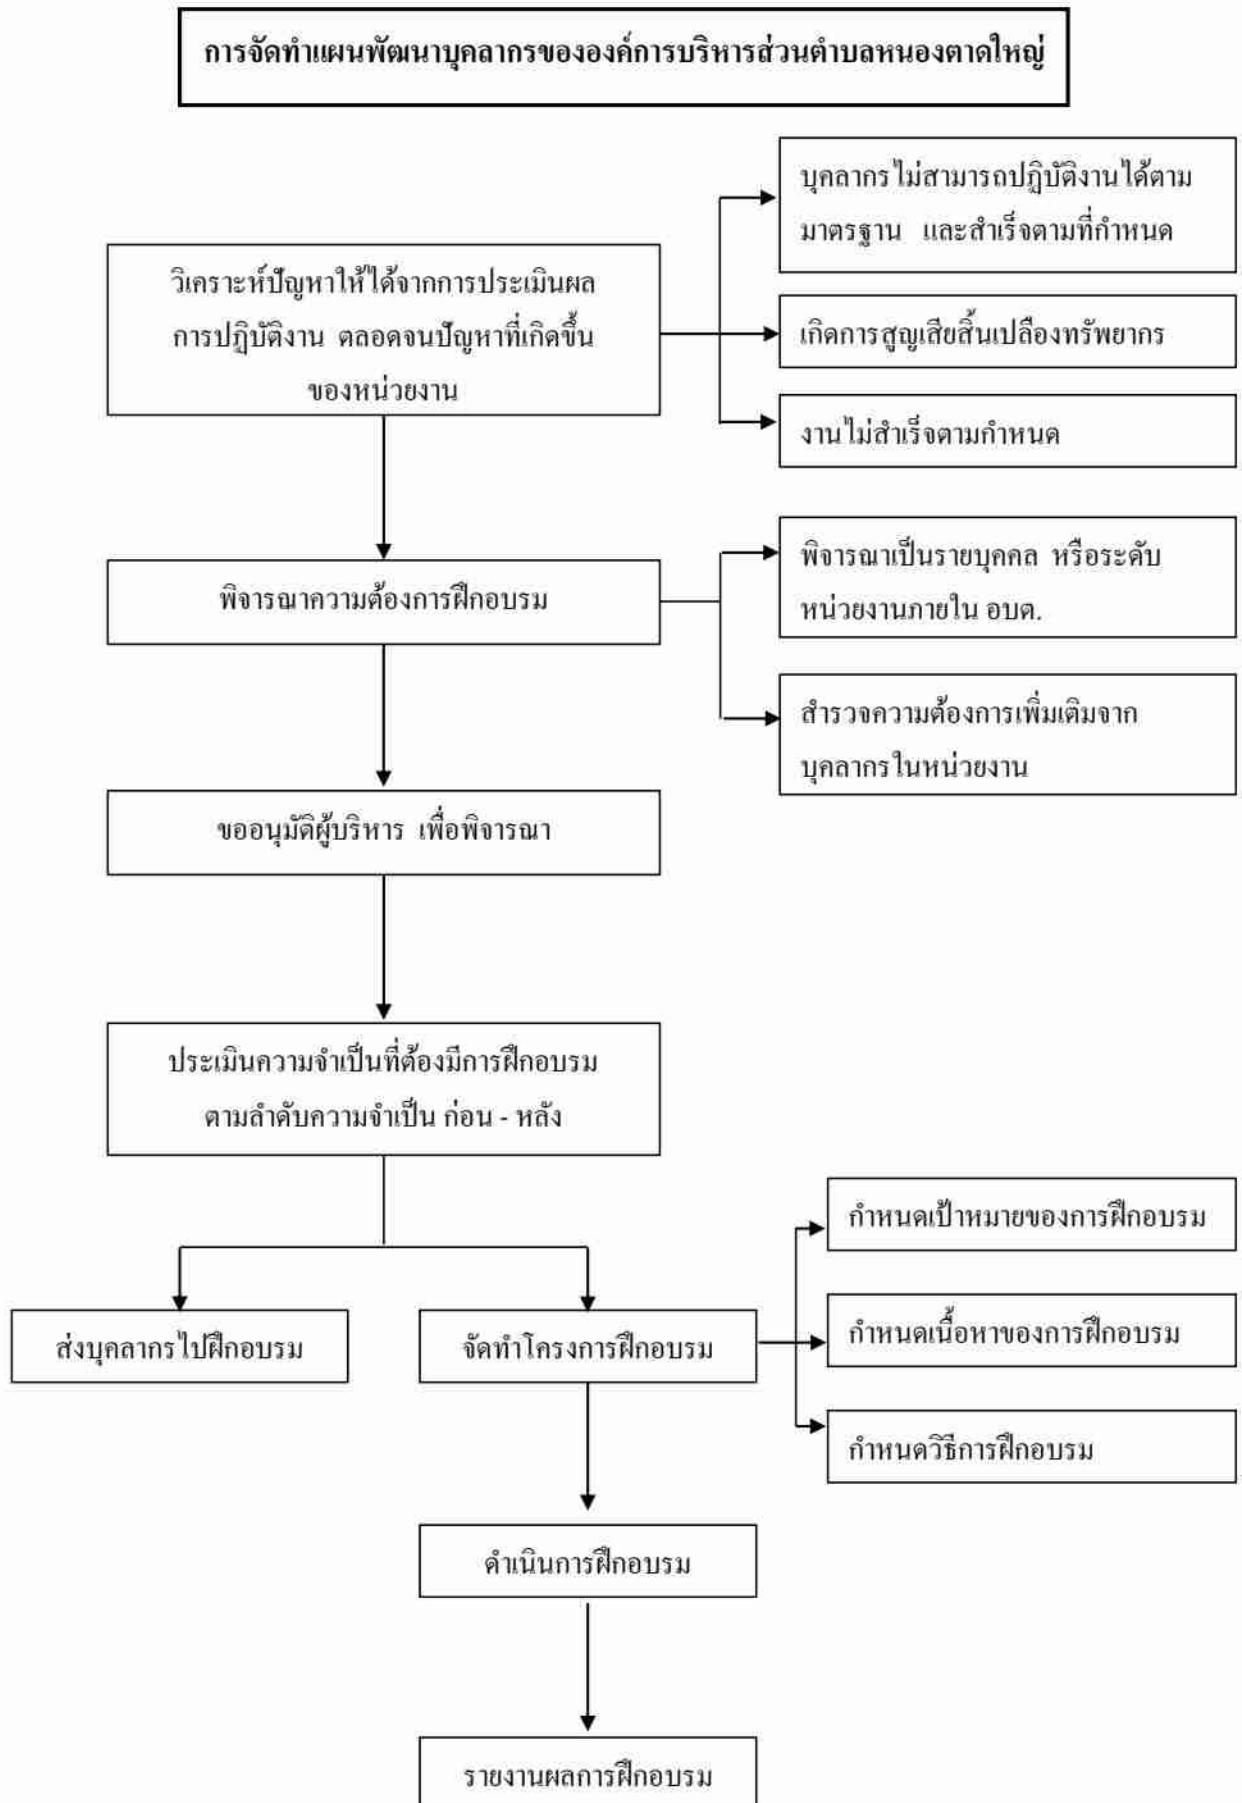 การจัดทำแผนพัฒนาบุคลากรขององค์การบริหารส่วนตำบลหนองตาดใหญ่
บุคลากรไม่สามารถปฏิบัติงานได้ตาม
มาตรฐาน และสำเร็จตามที่กำหนด
วิเคราะห์ปัญหาให้ได้จากการประเมินผล
การปฏิบัติงาน ตลอดจนปัญหาที่เกิดขึ้น
ของหน่วยงาน
เกิดการสูญเสียสิ้นเปลืองทรัพยากร
งานไม่สำเร็จตามกำหนด
พิจารณาความต้องการฝึกอบรม
พิจารณาเป็นรายบุคคล หรือระดับ
หน่วยงานภายใน อบต.
สำรวจความต้องการเพิ่มเติมจาก
บุคลากรในหน่วยงาน
ขออนุมัติผู้บริหาร เพื่อพิจารณา
ประเมินความจำเป็นที่ต้องมีการฝึกอบรม
ตามลำดับความจำเป็น ก่อน - หลัง
ส่งบุคลากรไปฝึกอบรม
จัดทำโครงการฝึกอบรม
กำหนดเป้าหมายของการฝึกอบรม
กำหนดเนื้อหาของการฝึกอบรม
กำหนดวิธีการฝึกอบรม
ดำเนินการฝึกอบรม
รายงานผลการฝึกอบรม